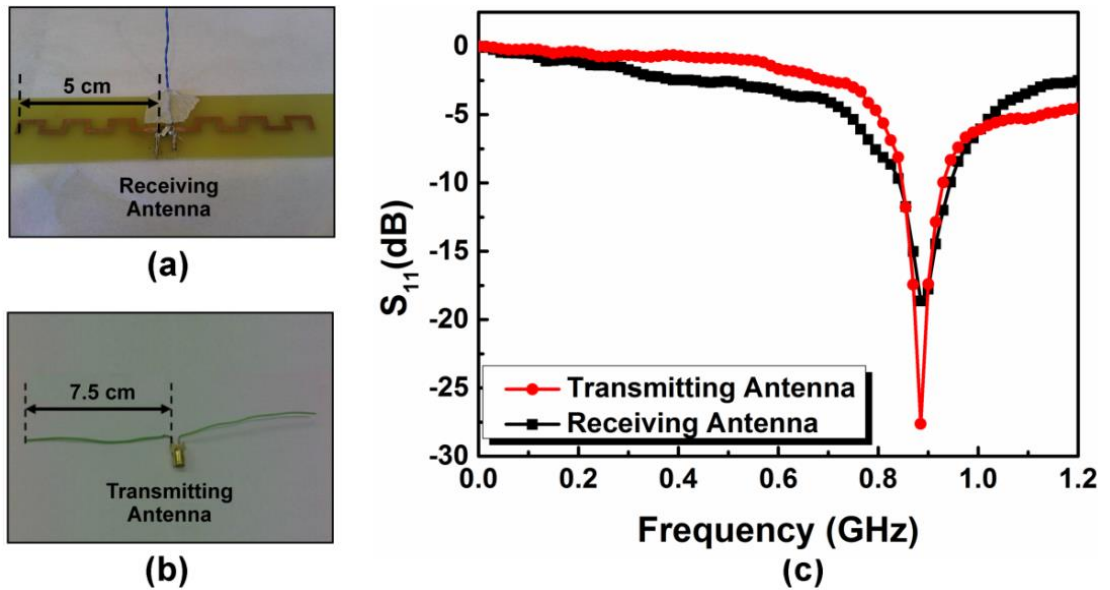 5 cm
Receiving
Antenna
(a)
7.5 cm
Transmitting
Antenna
(b)
0
-5
-10
-15
-20
-25
-30
S11(dB)
Transmitting Antenna
Receiving Antenna
0.0 0.2 0.4 0.6 0.8 1.0 1.2
Frequency (GHz)
(c)